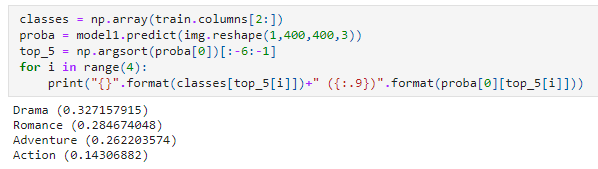 classes = np.array(train.columns[2:])
proba = model1.predict(img.reshape(1,400,400,3))
top_5 = np.argsort(proba[0])[:-6:-1]
for i in range(4):
    print("{}".format(classes[top_5[i]])+" ({:.9})".format(proba[0][top_5[i]]))
Drama (0.327157915)
Romance (0.284674048)
Adventure (0.262203574)
Action (0.14306882)